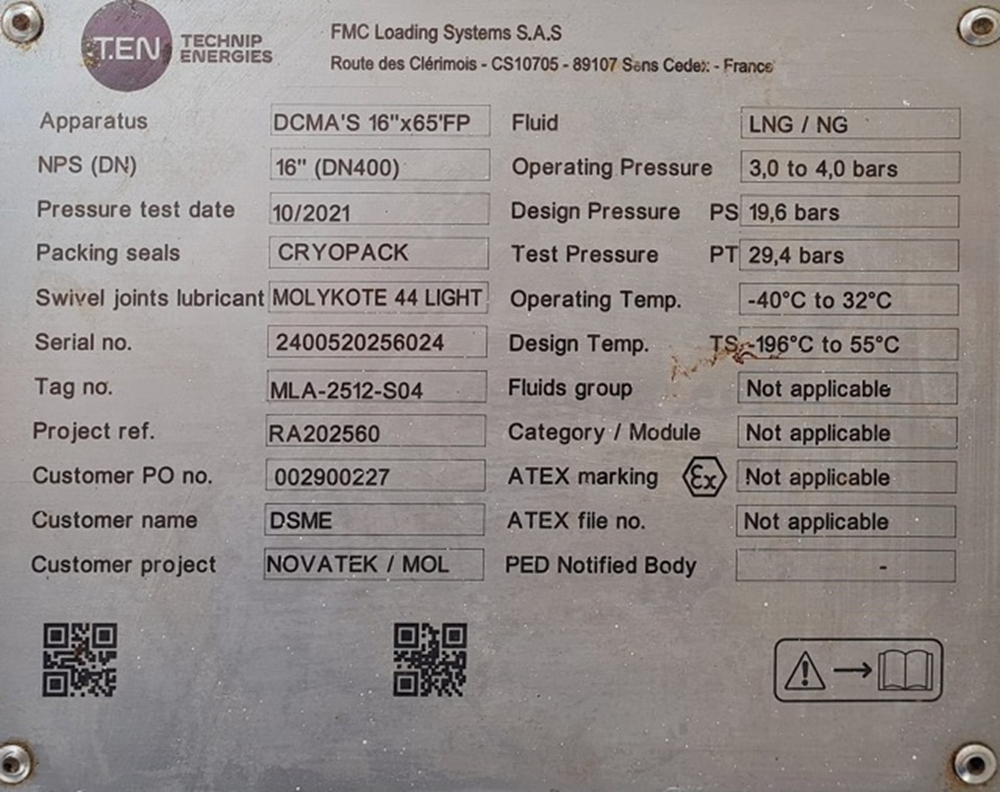 T.EN TECHNIP ENERGIES
FMC Loading Systems S.A.S
Route des Clérimois - CS10705 - 89107 Sens Cedex - France
Apparatus DCMA'S 16"x65'FP Fluid LNG / NG
NPS (DN) 16" (DN400) Operating Pressure 3,0 to 4,0 bars
Pressure test date 10/2021 Design Pressure PS 19,6 bars
Packing seals CRYOPACK Test Pressure PT 29,4 bars
Swivel joints lubricant MOLYKOTE 44 LIGHT Operating Temp. -40°C to 32°C
Serial no. 2400520256024 Design Temp. TS -196°C to 55°C
Tag no. MLA-2512-S04 Fluids group Not applicable
Project ref. RA202560 Category / Module Not applicable
Customer PO no. 002900227 ATEX marking Ex Not applicable
Customer name DSME ATEX file no. Not applicable
Customer project NOVATEK / MOL PED Notified Body -